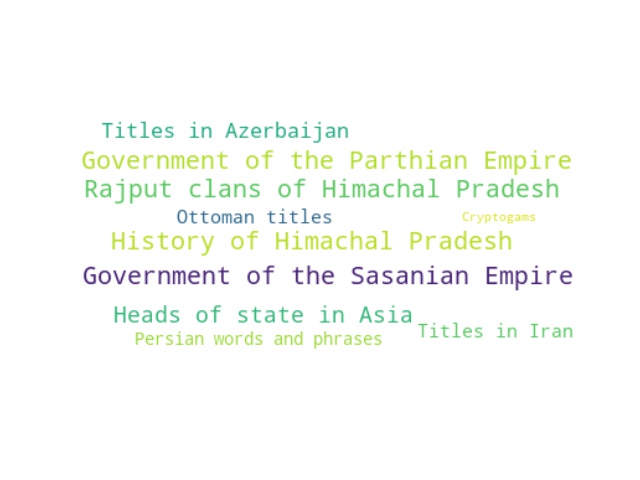 Titles in Azerbaijan
Government of the Parthian Empire
Rajput clans of Himachal Pradesh
Ottoman titles
Cryptogams
History of Himachal Pradesh
Government of the Sasanian Empire
Heads of state in Asia
Titles in Iran
Persian words and phrases